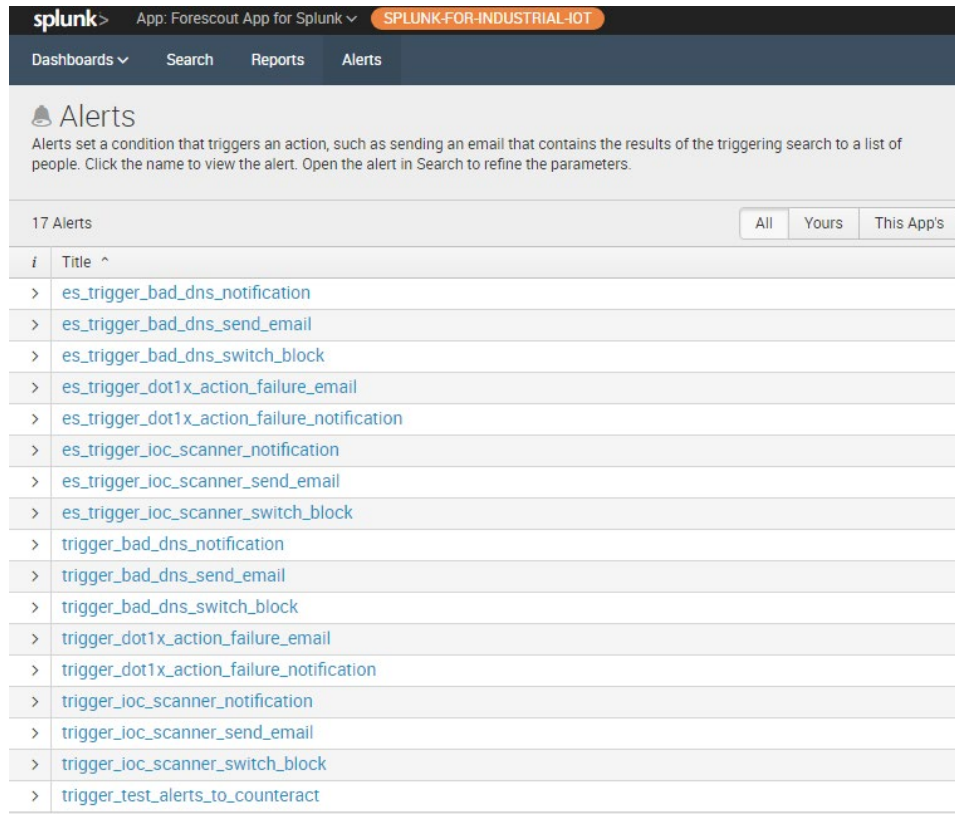 splunk> App: Forescout App for Splunk SPLUNK-FOR-INDUSTRIAL-IOT
Dashboards Search Reports Alerts
Alerts
Alerts set a condition that triggers an action, such as sending an email that contains the results of the triggering search to a list of
people. Click the name to view the alert. Open the alert in Search to refine the parameters.
17 Alerts All Yours This App's
i Title ^
> es_trigger_bad_dns_notification
> es_trigger_bad_dns_send_email
> es_trigger_bad_dns_switch_block
> es_trigger_dot1x_action_failure_email
> es_trigger_dot1x_action_failure_notification
> es_trigger_ioc_scanner_notification
> es_trigger_ioc_scanner_send_email
> es_trigger_ioc_scanner_switch_block
> trigger_bad_dns_notification
> trigger_bad_dns_send_email
> trigger_bad_dns_switch_block
> trigger_dot1x_action_failure_email
> trigger_dot1x_action_failure_notification
> trigger_ioc_scanner_notification
> trigger_ioc_scanner_send_email
> trigger_ioc_scanner_switch_block
> trigger_test_alerts_to_counteract